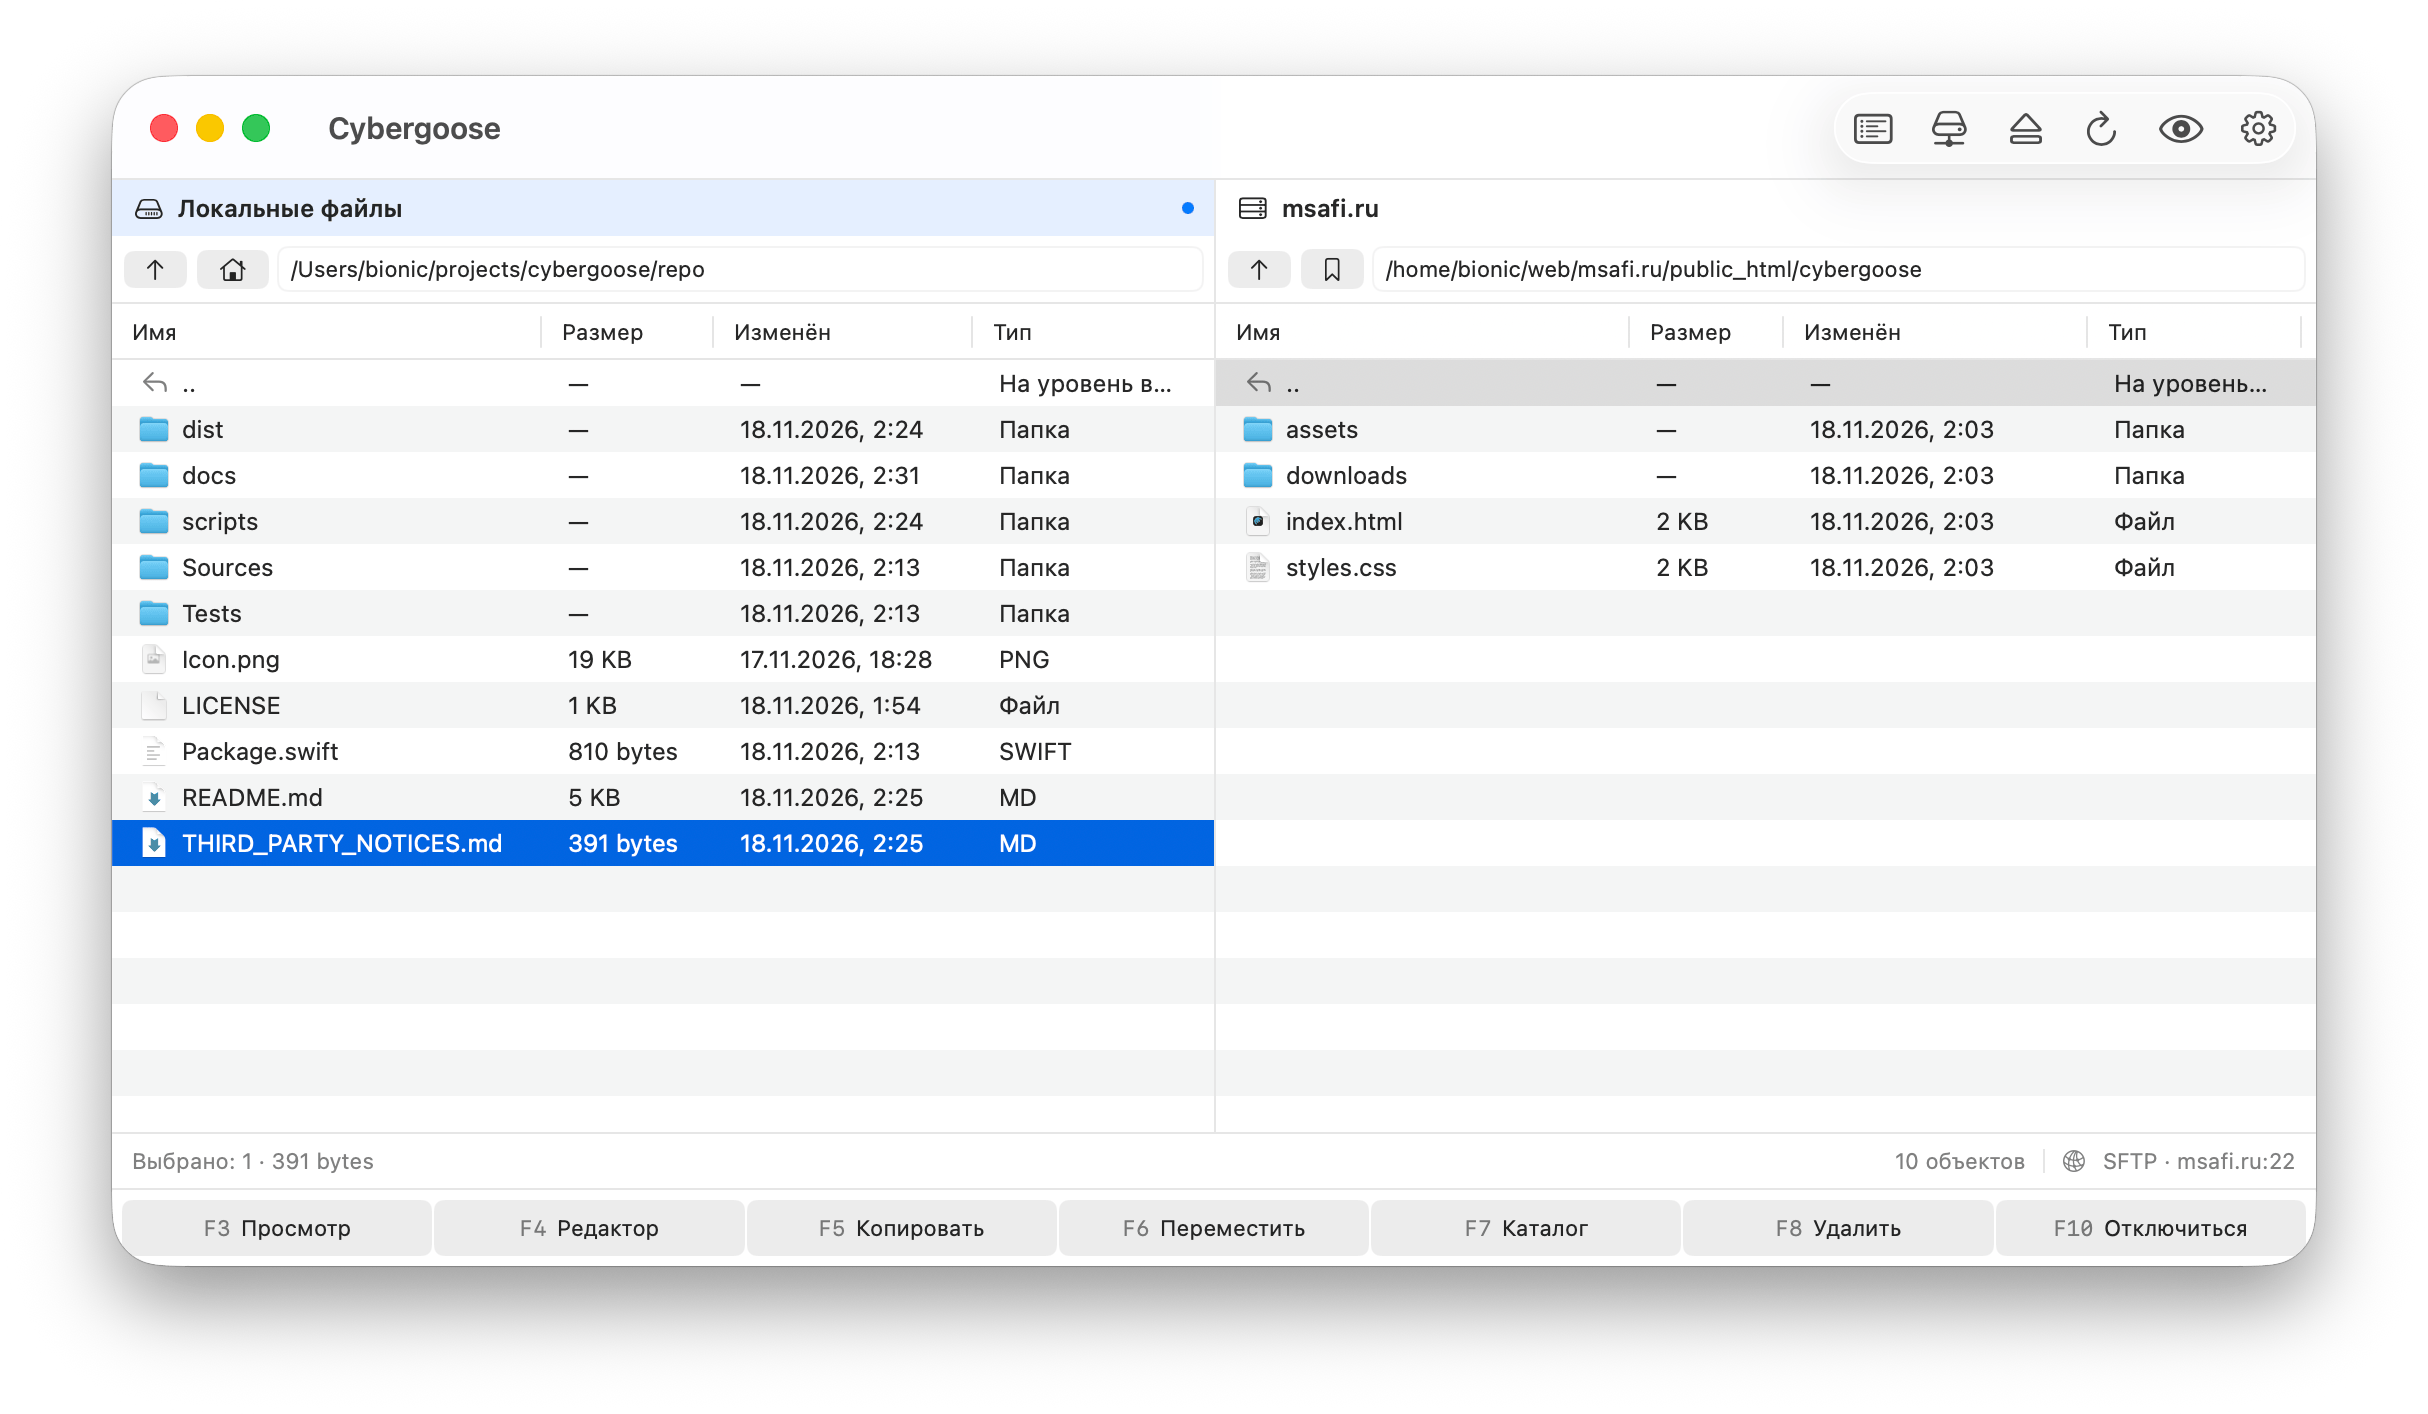 Cybergoose
Локальные файлы
/Users/bionic/projects/cybergoose/repo
Имя Размер Изменён Тип
.. — — На уровень в...
dist — 18.11.2026, 2:24 Папка
docs — 18.11.2026, 2:31 Папка
scripts — 18.11.2026, 2:24 Папка
Sources — 18.11.2026, 2:13 Папка
Tests — 18.11.2026, 2:13 Папка
Icon.png 19 KB 17.11.2026, 18:28 PNG
LICENSE 1 KB 18.11.2026, 1:54 Файл
Package.swift 810 bytes 18.11.2026, 2:13 SWIFT
README.md 5 KB 18.11.2026, 2:25 MD
THIRD_PARTY_NOTICES.md 391 bytes 18.11.2026, 2:25 MD
msafi.ru
/home/bionic/web/msafi.ru/public_html/cybergoose
Имя Размер Изменён Тип
.. — — На уровень...
assets — 18.11.2026, 2:03 Папка
downloads — 18.11.2026, 2:03 Папка
index.html 2 KB 18.11.2026, 2:03 Файл
styles.css 2 KB 18.11.2026, 2:03 Файл
Выбрано: 1 · 391 bytes
10 объектов SFTP · msafi.ru:22
F3 Просмотр F4 Редактор F5 Копировать F6 Переместить F7 Каталог F8 Удалить F10 Отключиться